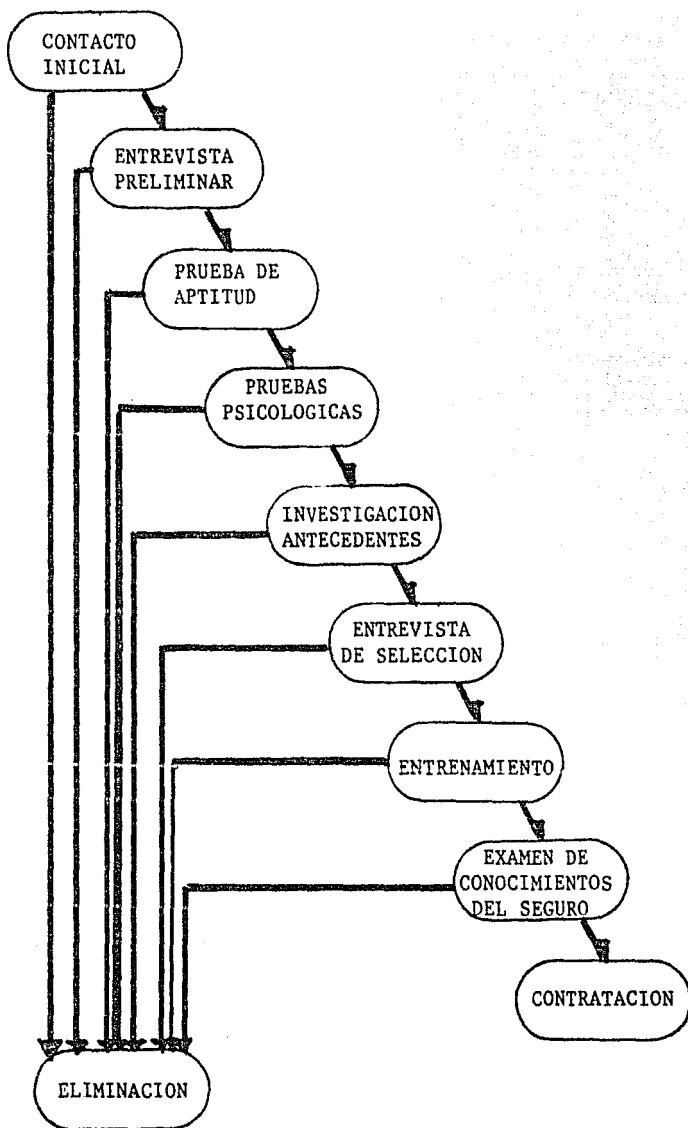 CONTACTO
INICIAL
ENTREVISTA
PRELIMINAR
PRUEBA DE
APTITUD
PRUEBAS
PSICOLOGICAS
INVESTIGACION
ANTECEDENTES
ENTREVISTA
DE SELECCION
ENTRENAMIENTO
EXAMEN DE
CONOCIMIENTOS
DEL SEGURO
CONTRATACION
ELIMINACION